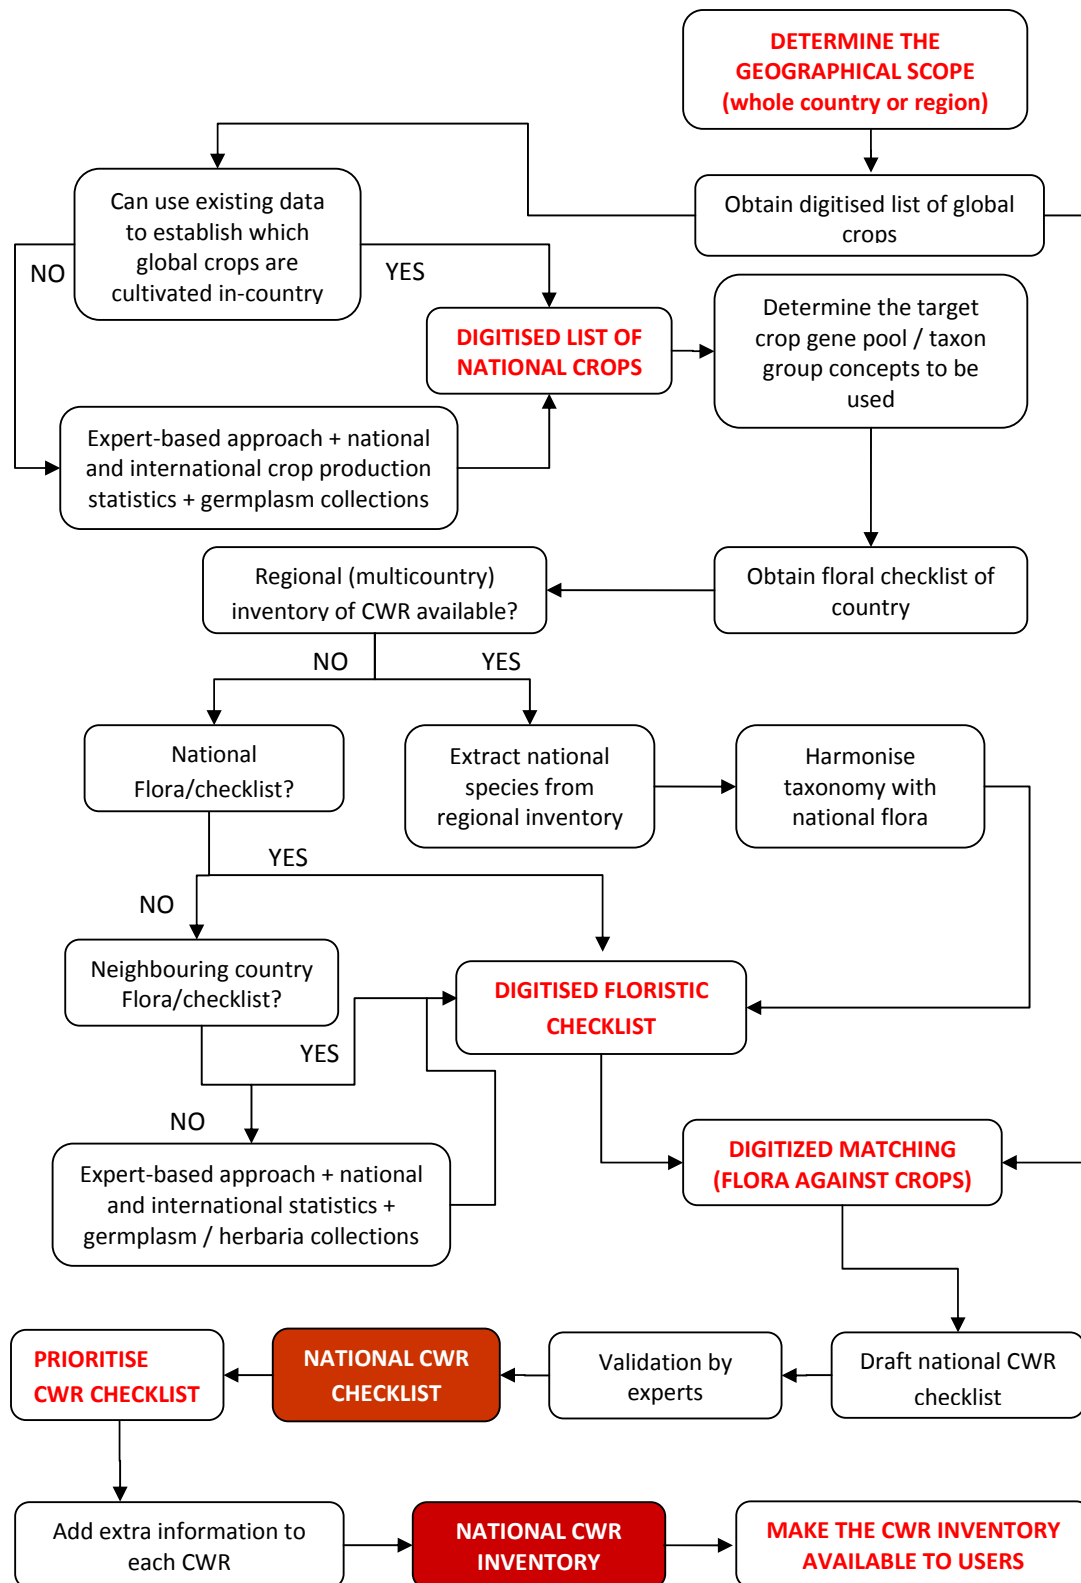 DETERMINE THE
GEOGRAPHICAL SCOPE
(whole country or region)
Obtain digitised list of global
crops
Can use existing data
to establish which
global crops are
cultivated in-country
NO
YES
DIGITISED LIST OF
NATIONAL CROPS
Determine the target
crop gene pool / taxon
group concepts to be
used
Expert-based approach + national
and international crop production
statistics + germplasm collections
Regional (multicountry)
inventory of CWR available?
Obtain floral checklist of
country
NO
YES
National
Flora/checklist?
Extract national
species from
regional inventory
Harmonise
taxonomy with
national flora
YES
NO
Neighbouring country
Flora/checklist?
DIGITISED FLORISTIC
CHECKLIST
YES
NO
Expert-based approach + national
and international statistics +
germplasm / herbaria collections
DIGITIZED MATCHING
(FLORA AGAINST CROPS)
PRIORITISE
CWR CHECKLIST
NATIONAL CWR
CHECKLIST
Validation by
experts
Draft national CWR
checklist
Add extra information to
each CWR
NATIONAL CWR
INVENTORY
MAKE THE CWR INVENTORY
AVAILABLE TO USERS